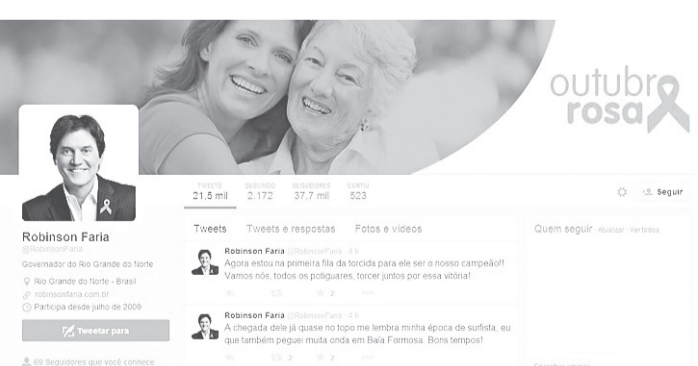 outubro
rosa
TWEETS SEGUINDO SEGUIDORES CURTIU
21,5 mil 2.172 37,7 mil 523
Seguir
Robinson Faria
@RobinsonFaria
Governador do Rio Grande do Norte
Rio Grande do Norte - Brasil
robinsonfaria.com.br
Participa desde julho de 2009
Tweetar para
69 Seguidores que você conhece
Tweets Tweets e respostas Fotos e vídeos
Robinson Faria @RobinsonFaria · 4 h
Agora estou na primeira fila da torcida para ele ser o nosso campeão!!
Vamos nós, todos os potiguares, torcer juntos por essa vitória!
2
Robinson Faria @RobinsonFaria · 4 h
A chegada dele já quase no topo me lembra minha época de surfista, eu
que também peguei muita onda em Baía Formosa. Bons tempos!
2 2
Quem seguir · Atualizar · Ver todos